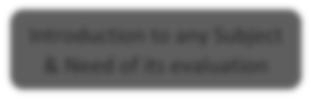 Introduction to any Subject
& Need of its evaluation